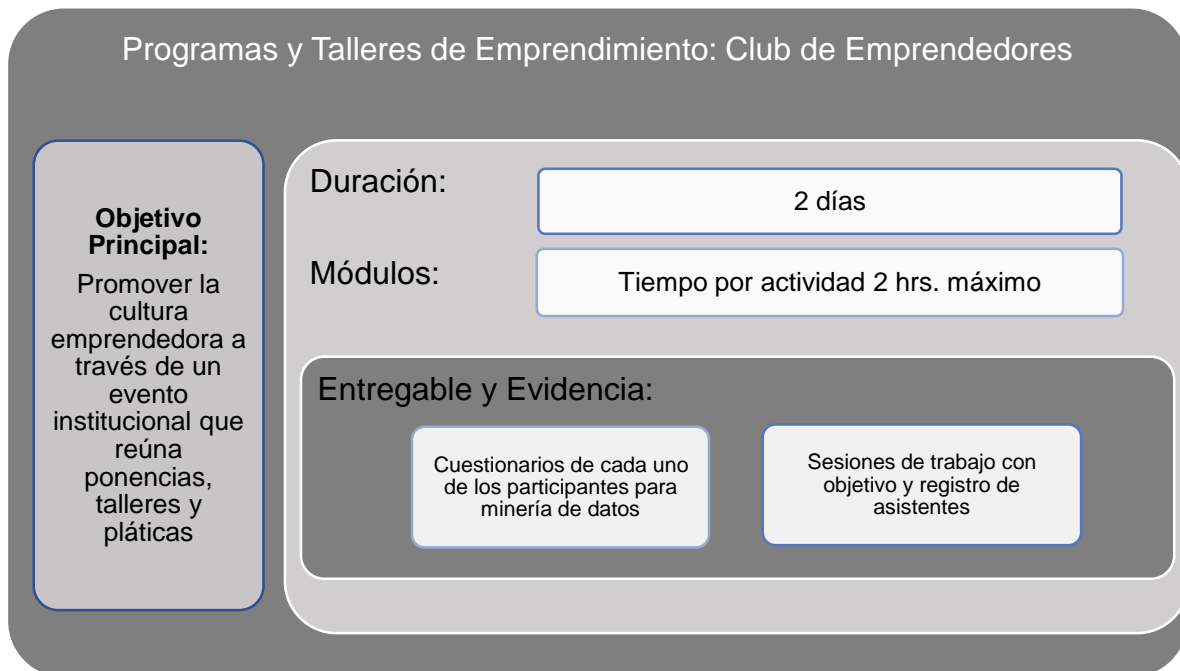 Programas y Talleres de Emprendimiento: Club de Emprendedores
Objetivo
Principal:
Promover la
cultura
emprendedora a
través de un
evento
institucional que
reúna
ponencias,
talleres y
pláticas
Duración:
2 días
Módulos:
Tiempo por actividad 2 hrs. máximo
Entregable y Evidencia:
Cuestionarios de cada uno
de los participantes para
minería de datos
Sesiones de trabajo con
objetivo y registro de
asistentes